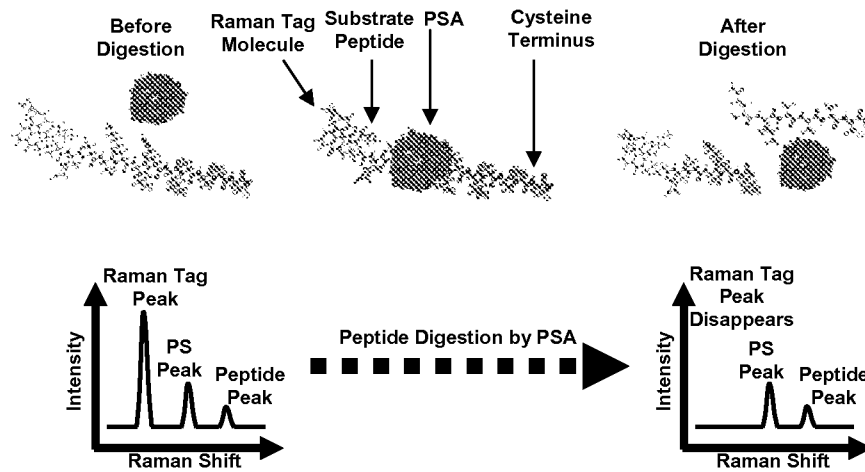 Before
Digestion
Raman Tag
Molecule
Substrate
Peptide
PSA
Cysteine
Terminus
After
Digestion
Raman Tag
Peak
PS
Peak
Peptide
Peak
Intensity
Raman Shift
Peptide Digestion by PSA
Raman Tag
Peak
Disappears
PS
Peak
Peptide
Peak
Intensity
Raman Shift